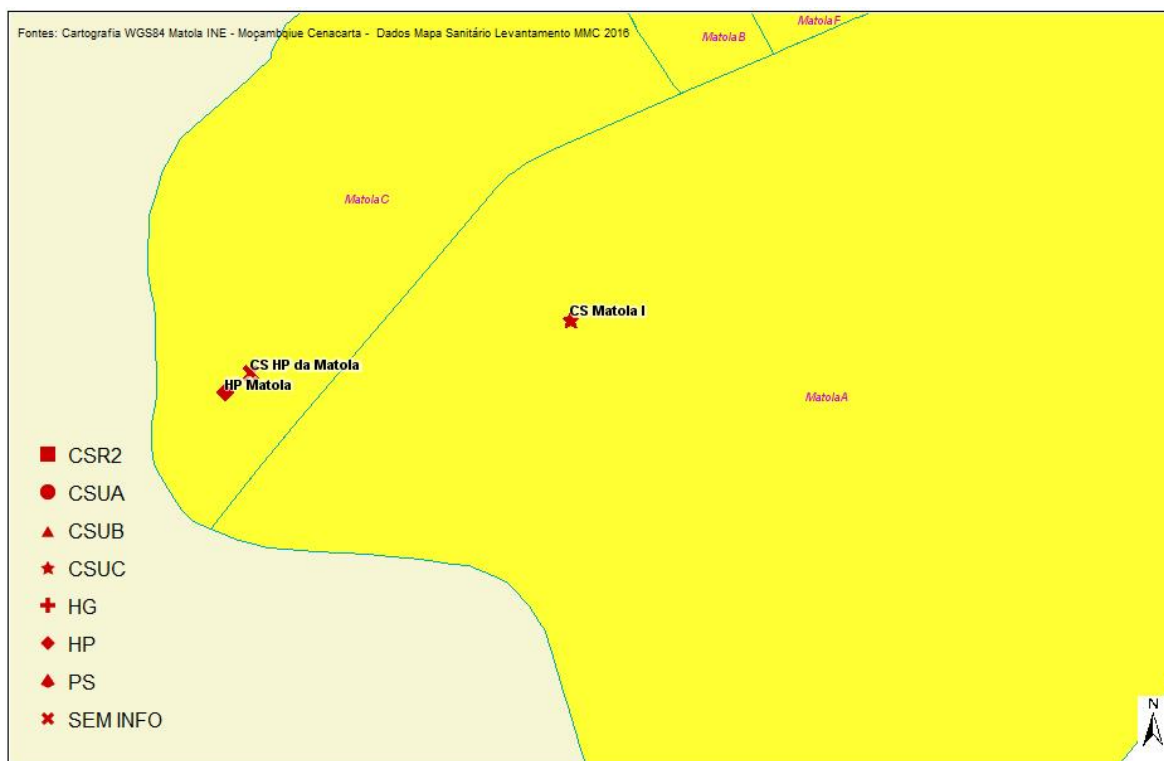 Fontes: Cartografia WGS84 Matola INE - Moçambqiue Cenacarta - Dados Mapa Sanitário Levantamento MMC 2016
MatolaF
MatolaB
MatolaC
CS Matola I
CS HP da Matola
HP Matola
MatolaA
CSR2
CSUA
CSUB
CSUC
HG
HP
PS
SEM INFO
N